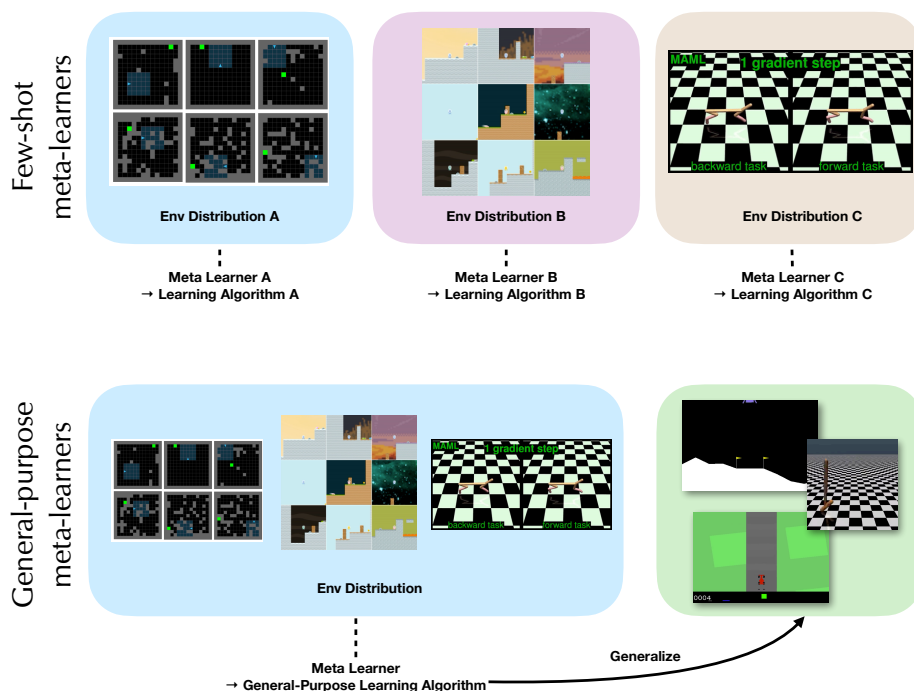 Few-shot
meta-learners
MAML
1 gradient step
backward task
forward task
Env Distribution A
Env Distribution B
Env Distribution C
Meta Learner A
→ Learning Algorithm A
Meta Learner B
→ Learning Algorithm B
Meta Learner C
→ Learning Algorithm C
General-purpose
meta-learners
MAML
1 gradient step
backward task
forward task
0004
Env Distribution
Meta Learner
→ General-Purpose Learning Algorithm
Generalize